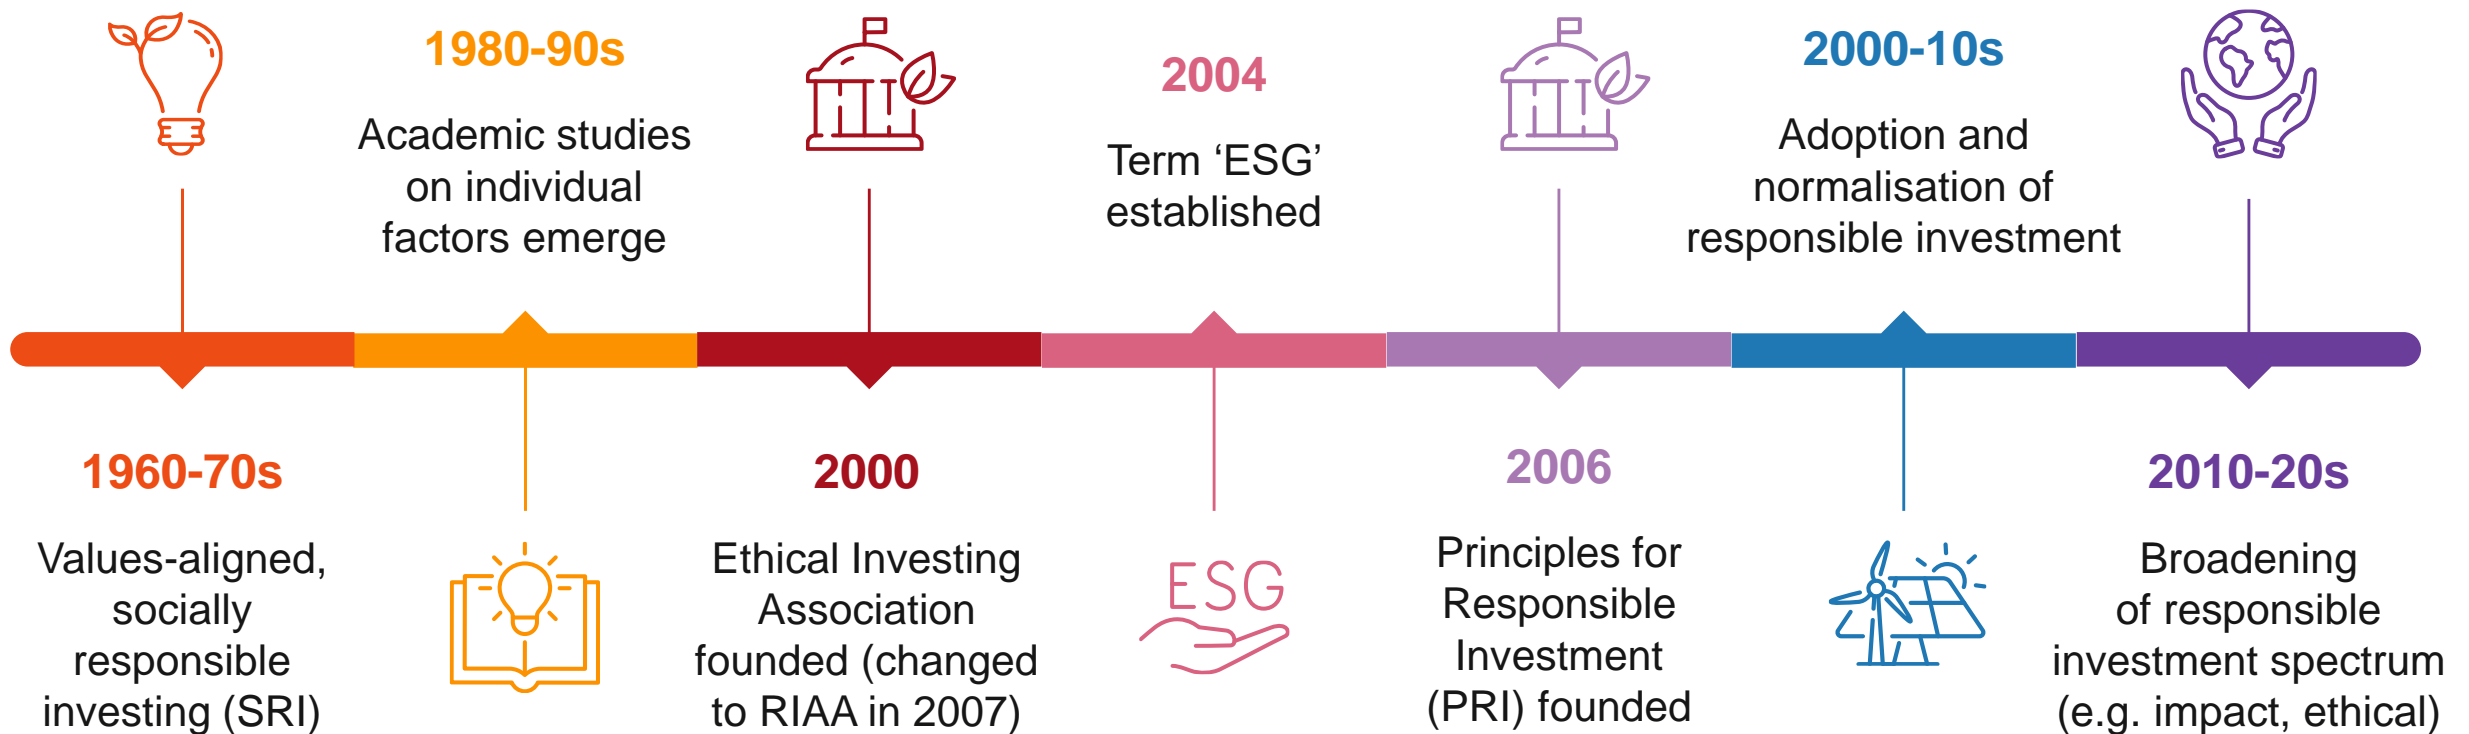 1960-70s
Values-aligned,
socially
responsible
investing (SRI)
1980-90s
Academic studies
on individual
factors emerge
2000
Ethical Investing
Association
founded (changed
to RIAA in 2007)
2004
Term ‘ESG’
established
ESG
2006
Principles for
Responsible
Investment
(PRI) founded
2000-10s
Adoption and
normalisation of
responsible investment
2010-20s
Broadening
of responsible
investment spectrum
(e.g. impact, ethical)